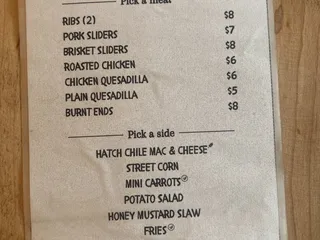 Pick a meat
RIBS (2) $8
PORK SLIDERS $7
BRISKET SLIDERS $8
ROASTED CHICKEN $6
CHICKEN QUESADILLA $6
PLAIN QUESADILLA $5
BURNT ENDS $8
Pick a side
HATCH CHILE MAC & CHEESE
STREET CORN
MINI CARROTS
POTATO SALAD
HONEY MUSTARD SLAW
FRIES